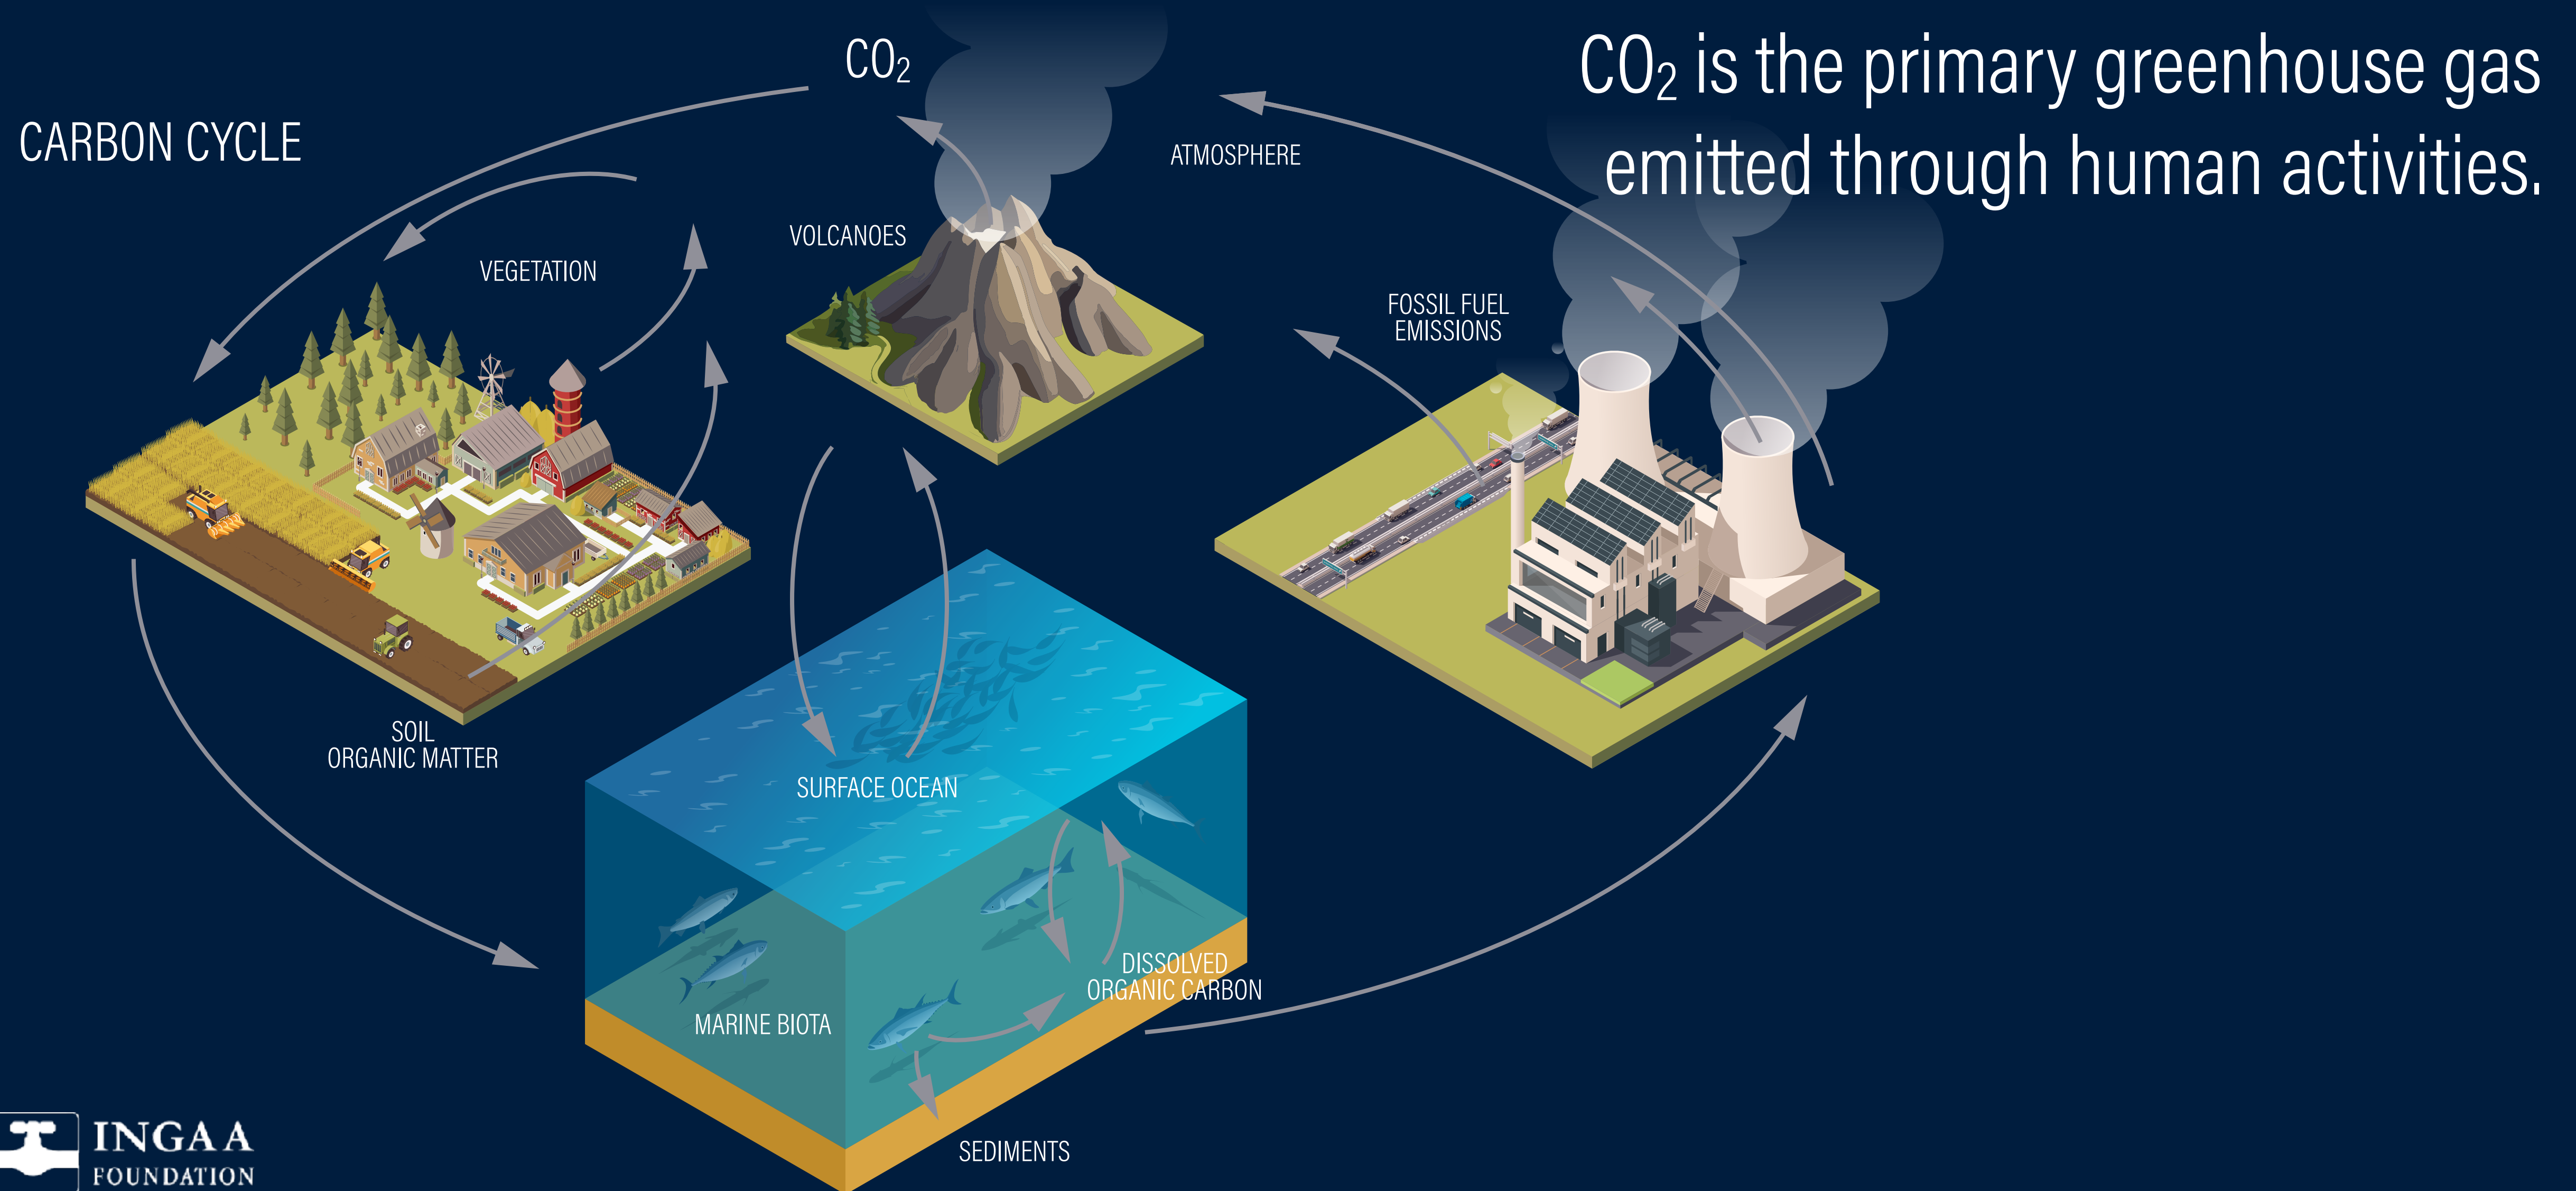 CO₂
CO₂ is the primary greenhouse gas
emitted through human activities.
CARBON CYCLE
ATMOSPHERE
VOLCANOES
VEGETATION
FOSSIL FUEL
EMISSIONS
SOIL
ORGANIC MATTER
SURFACE OCEAN
DISSOLVED
ORGANIC CARBON
MARINE BIOTA
SEDIMENTS
INGAA
FOUNDATION